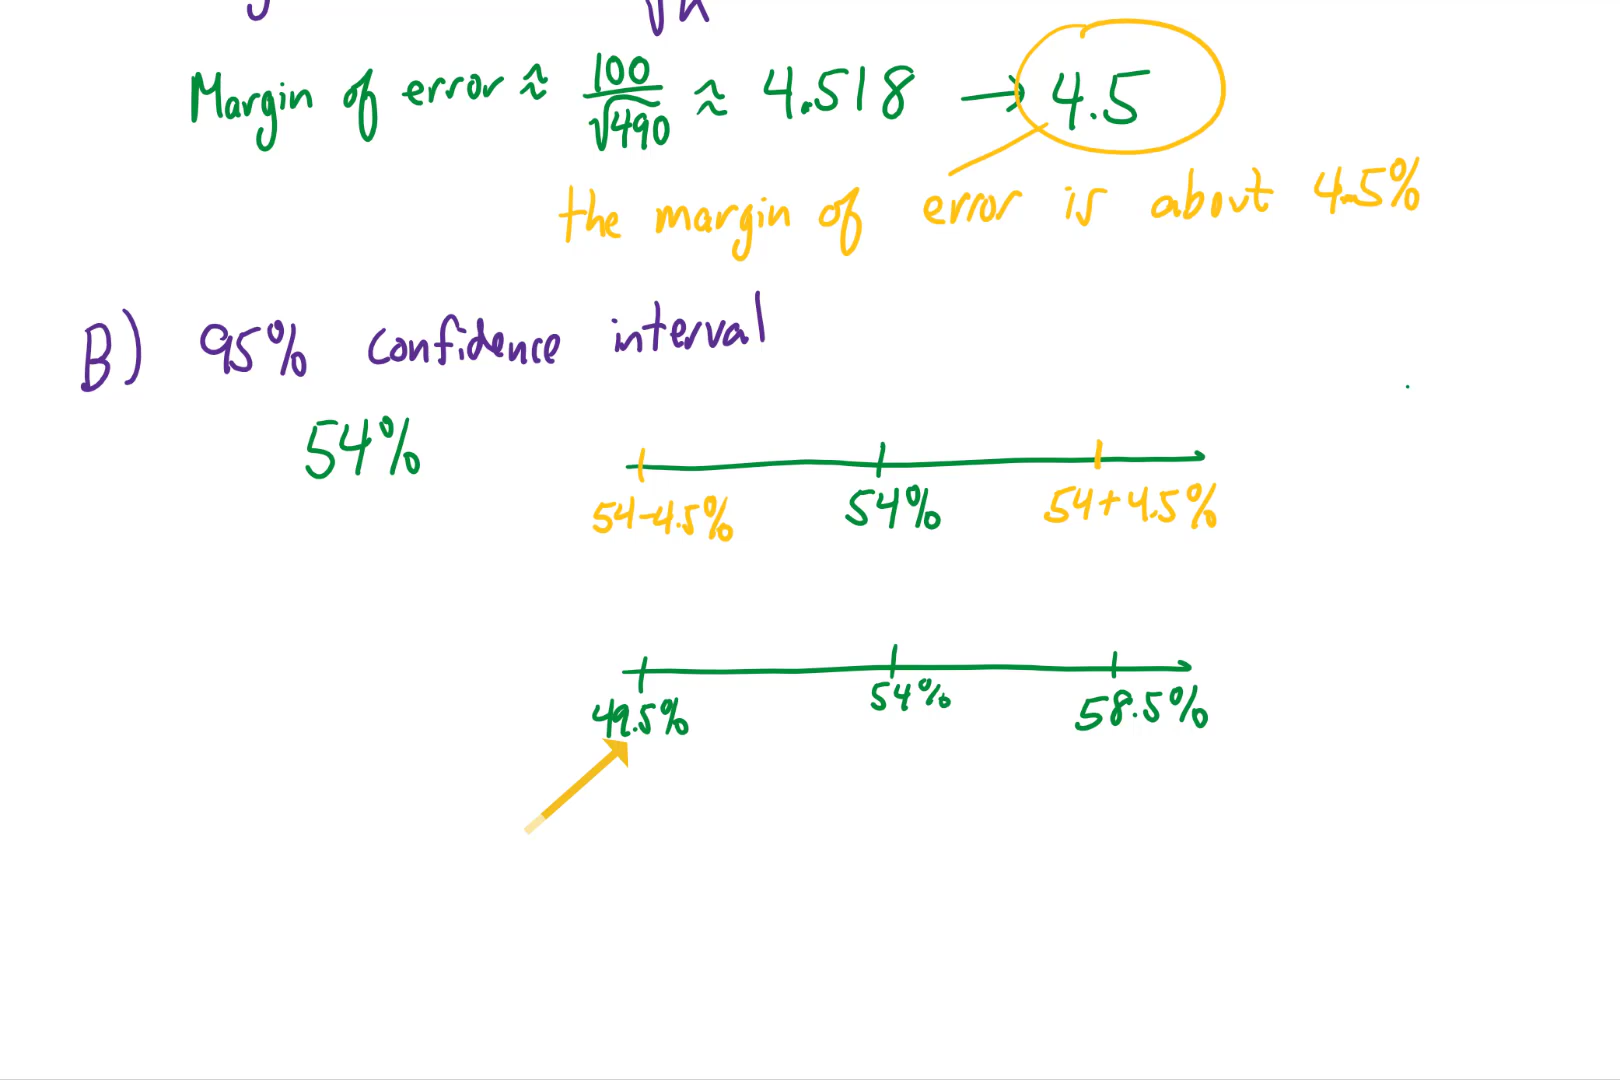 Margin of error ≈ 100/√490 ≈ 4.518 → 4.5
the margin of error is about 4.5%
B) 95% confidence interval
54%
54-4.5% 54% 54+4.5%
49.5% 54% 58.5%